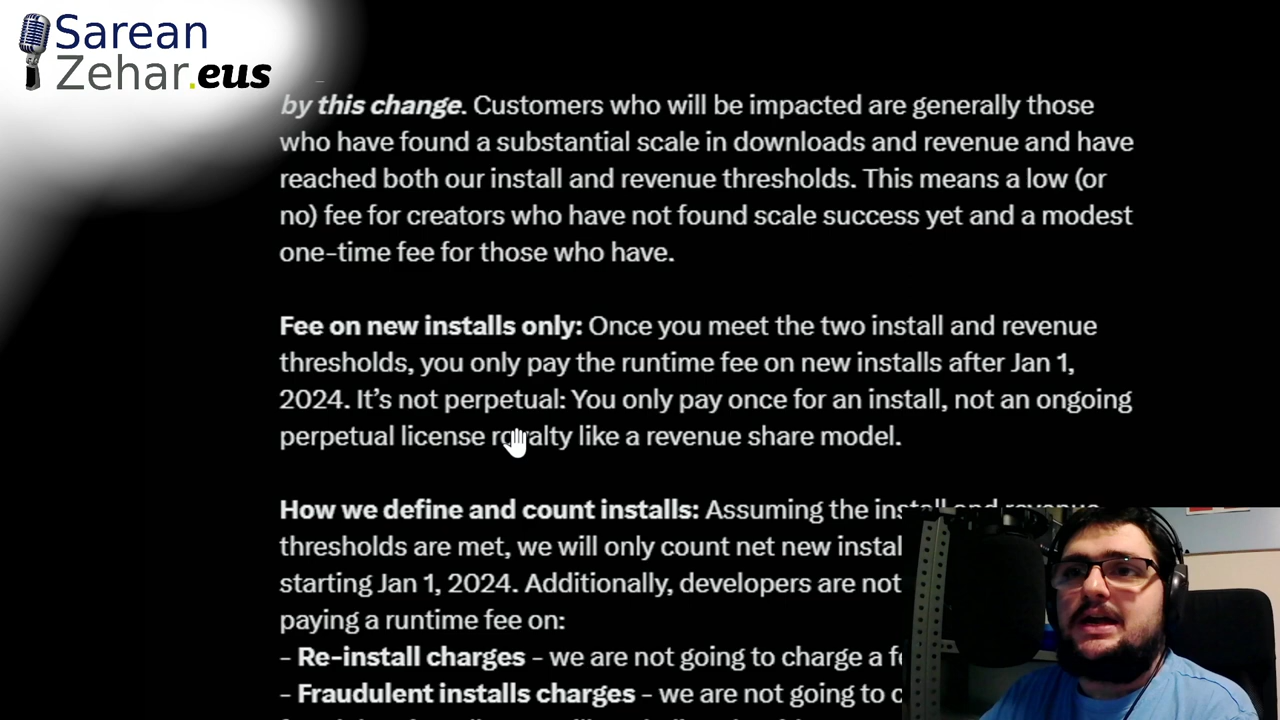 Sarean
Zehar.eus
by this change. Customers who will be impacted are generally those
who have found a substantial scale in downloads and revenue and have
reached both our install and revenue thresholds. This means a low (or
no) fee for creators who have not found scale success yet and a modest
one-time fee for those who have.
Fee on new installs only: Once you meet the two install and revenue
thresholds, you only pay the runtime fee on new installs after Jan 1,
2024. It’s not perpetual: You only pay once for an install, not an ongoing
perpetual license royalty like a revenue share model.
How we define and count installs: Assuming the install and revenue
thresholds are met, we will only count net new instal
starting Jan 1, 2024. Additionally, developers are not
paying a runtime fee on:
- Re-install charges - we are not going to charge a f
- Fraudulent installs charges - we are not going to c